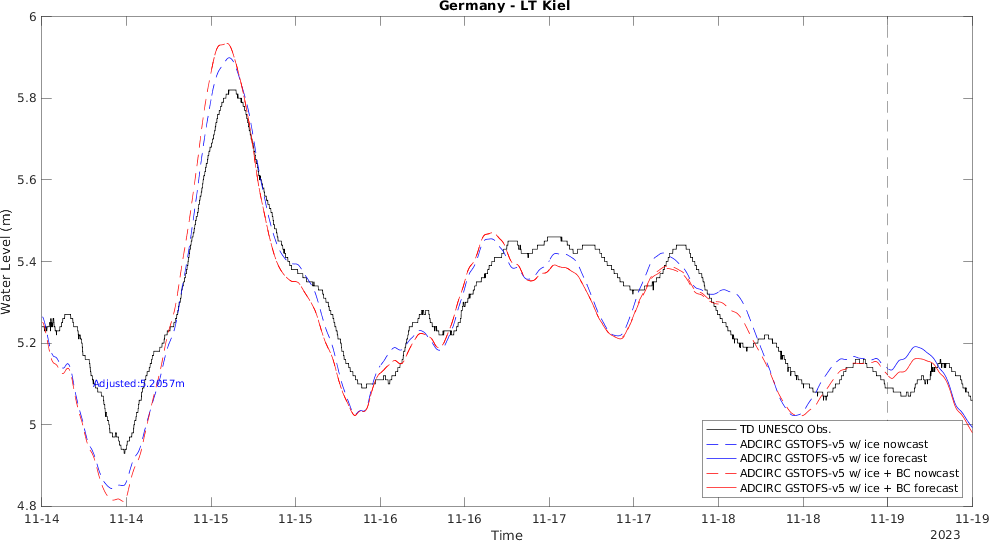 Germany - LT Kiel
6
5.8
5.6
5.4
5.2
5
4.8
Water Level (m)
Adjusted:5.2057m
TD UNESCO Obs.
ADCIRC GSTOFS-v5 w/ ice nowcast
ADCIRC GSTOFS-v5 w/ ice forecast
ADCIRC GSTOFS-v5 w/ ice + BC nowcast
ADCIRC GSTOFS-v5 w/ ice + BC forecast
11-14 11-14 11-15 11-15 11-16 11-16 11-17 11-17 11-18 11-18 11-19 11-19
Time
2023